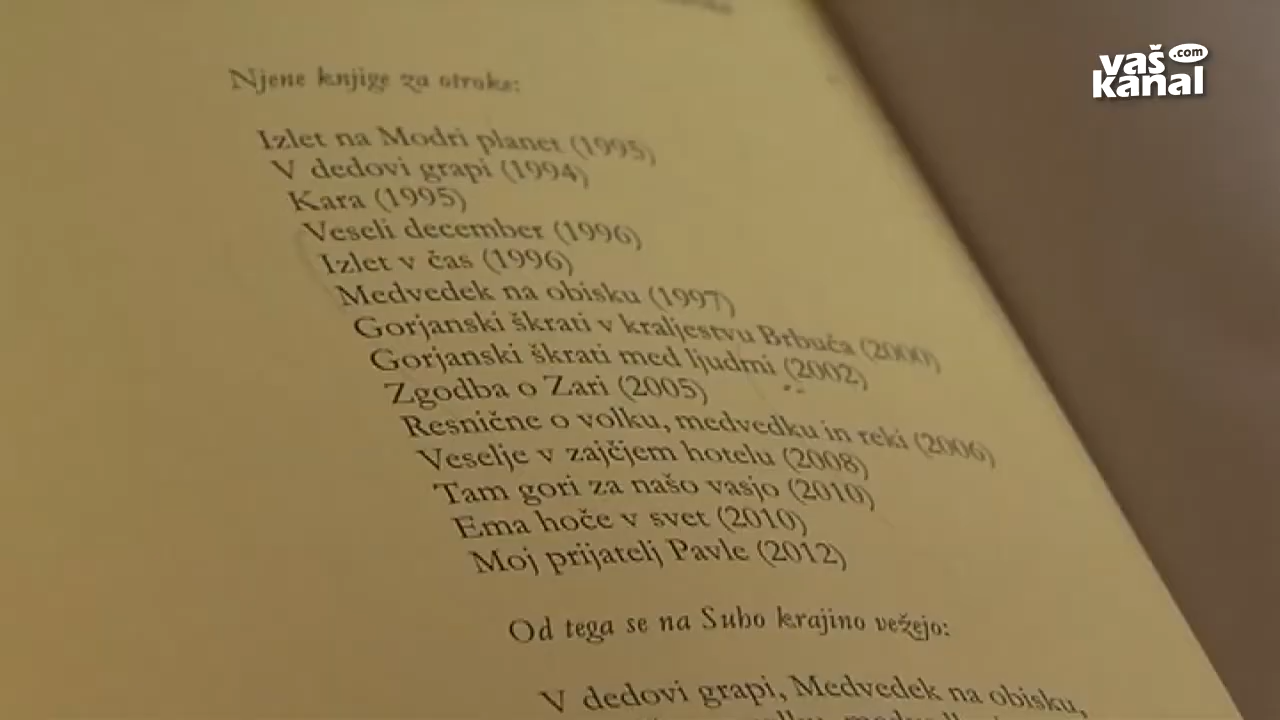 vaš
.com
kanal
Njene knjige za otroke:
Izlet na Modri planet (1995)
V dedovi grapi (1994)
Kara (1995)
Veseli december (1996)
Izlet v čas (1996)
Medvedek na obisku (1997)
Gorjanski škrati v kraljestvu Brbuča (2000)
Gorjanski škrati med ljudmi (2002)
Zgodba o Zari (2005)
Resnične o volku, medvedku in reki (2006)
Veselje v zajčjem hotelu (2008)
Tam gori za našo vasjo (2010)
Ema hoče v svet (2010)
Moj prijatelj Pavle (2012)
Od tega se na Suho krajino vežejo:
V dedovi grapi, Medvedek na obisku,